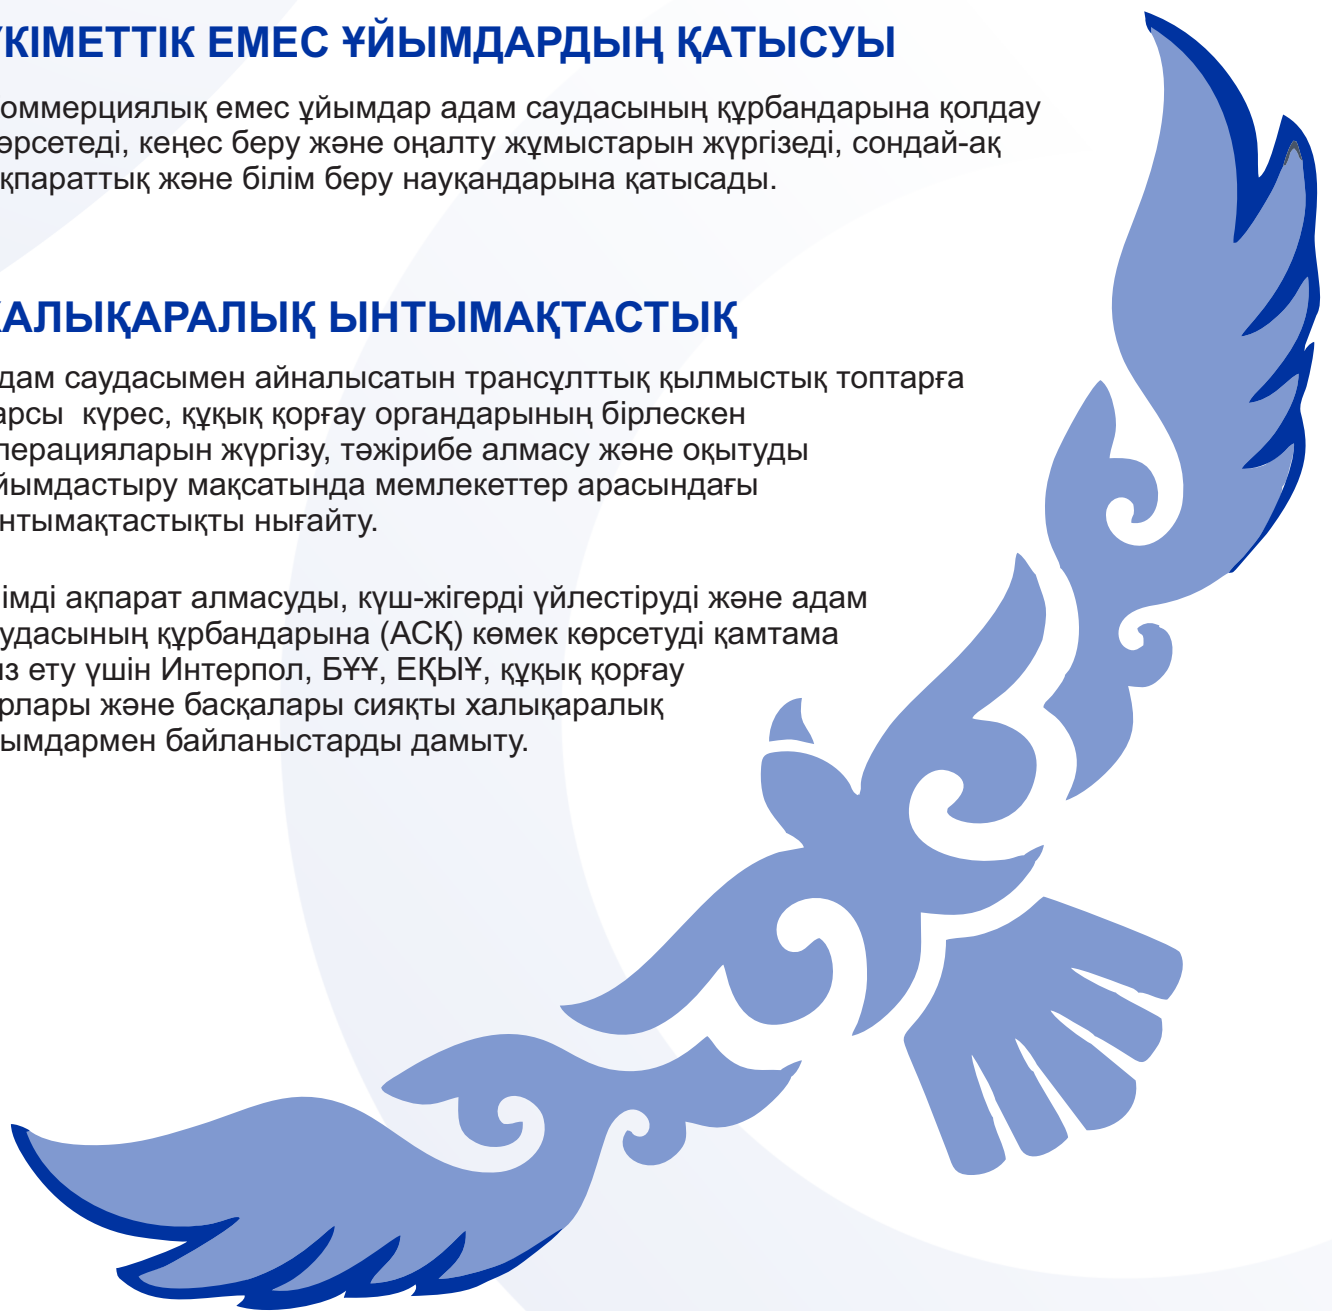 ҮКІМЕТТІК ЕМЕС ҰЙЫМДАРДЫҢ ҚАТЫСУЫ
оммерциялық емес ұйымдар адам саудасының құрбандарына қолдау
өрсетеді, кеңес беру және оңалту жұмыстарын жүргізеді, сондай-ақ
қпараттық және білім беру науқандарына қатысады.
ХАЛЫҚАРАЛЫҚ ЫНТЫМАҚТАСТЫҚ
дам саудасымен айналысатын трансұлттық қылмыстық топтарға
арсы күрес, құқық қорғау органдарының бірлескен
перацияларын жүргізу, тәжірибе алмасу және оқытуды
йымдастыру мақсатында мемлекеттер арасындағы
нтымақтастықты нығайту.
імді ақпарат алмасуды, күш-жігерді үйлестіруді және адам
удасының құрбандарына (АСҚ) көмек көрсетуді қамтама
із ету үшін Интерпол, БҰҰ, ЕҚЫҰ, құқық қорғау
рлары және басқалары сияқты халықаралық
ымдармен байланыстарды дамыту.